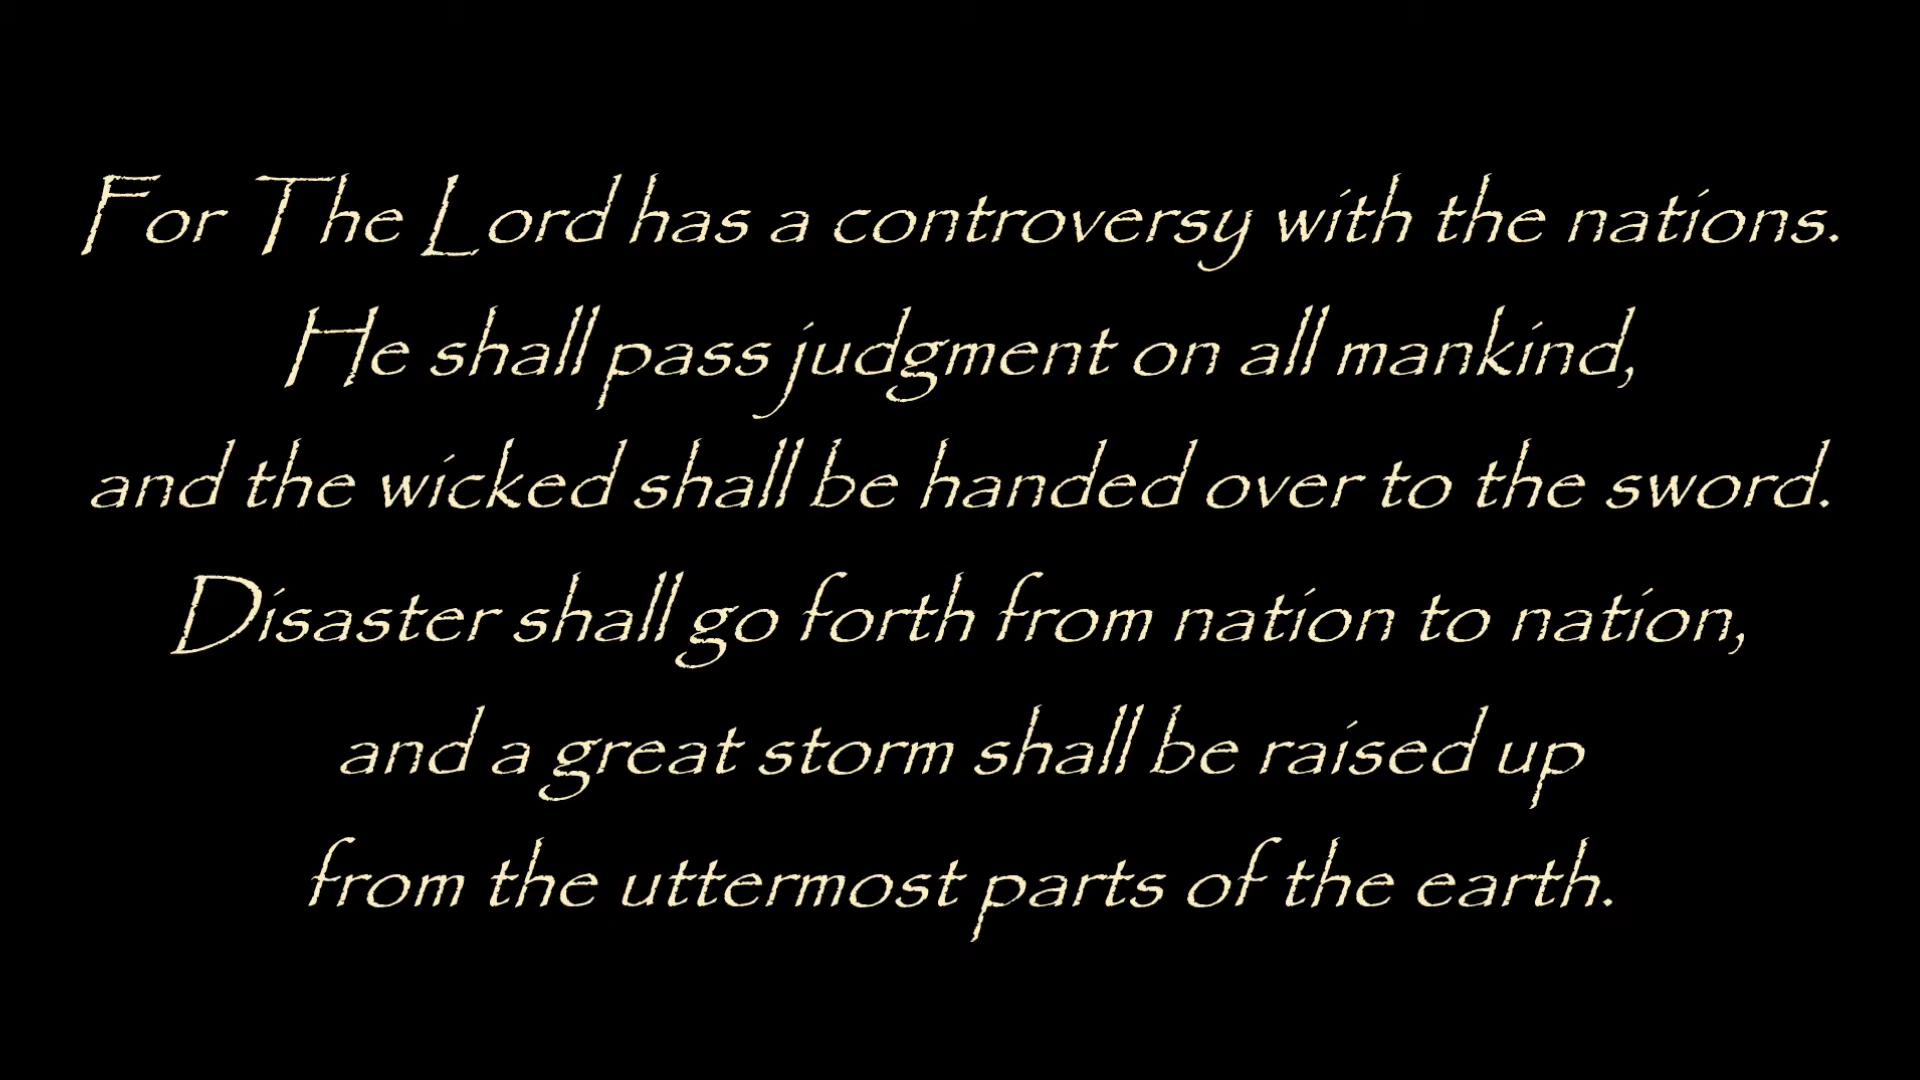 For The Lord has a controversy with the nations.
He shall pass judgment on all mankind,
and the wicked shall be handed over to the sword.
Disaster shall go forth from nation to nation,
and a great storm shall be raised up
from the uttermost parts of the earth.